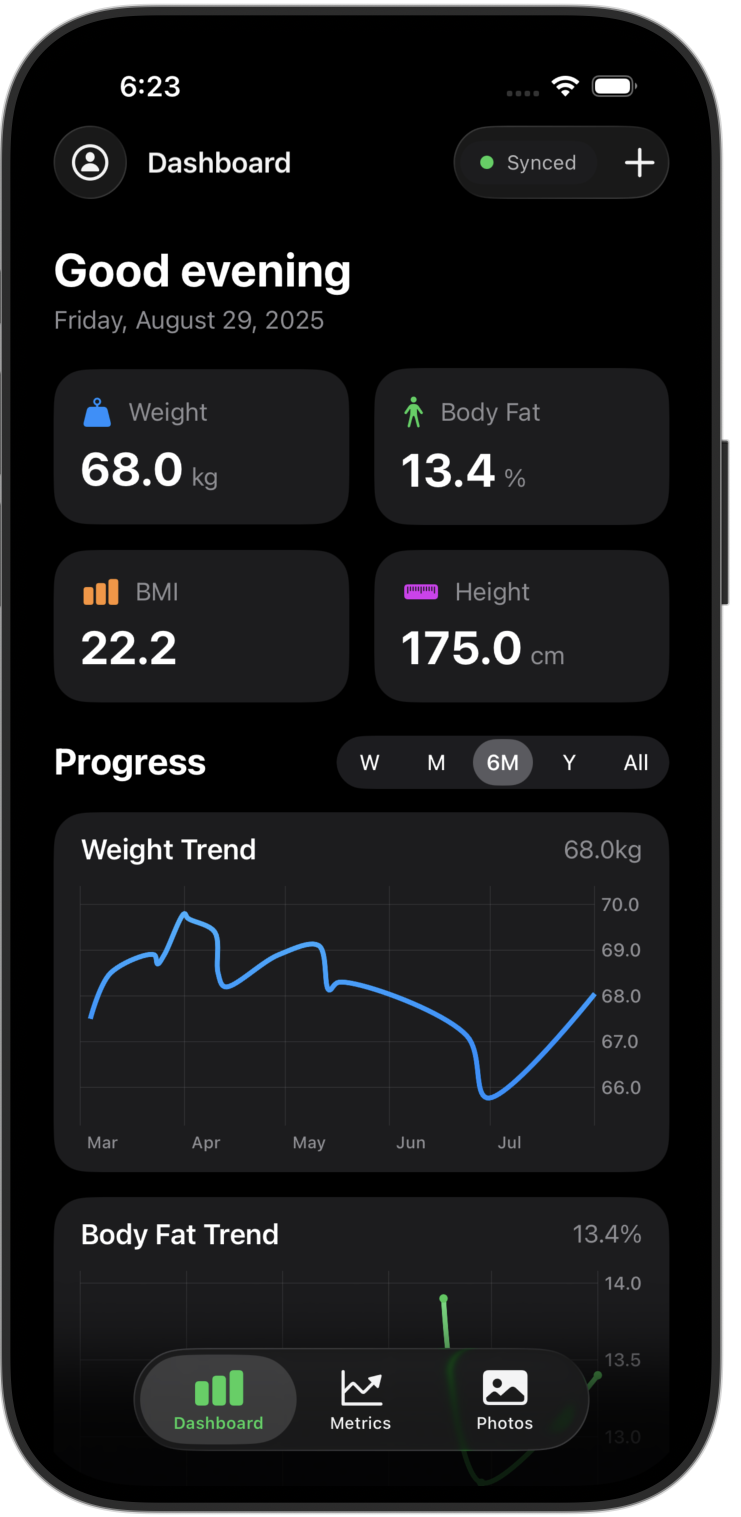 6:23
Dashboard
Synced
Good evening
Friday, August 29, 2025
Weight
68.0 kg
Body Fat
13.4 %
BMI
22.2
Height
175.0 cm
Progress
W M 6M Y All
Weight Trend
68.0kg
70.0
69.0
68.0
67.0
66.0
Mar Apr May Jun Jul
Body Fat Trend
13.4%
14.0
13.5
13.0
Dashboard
Metrics
Photos